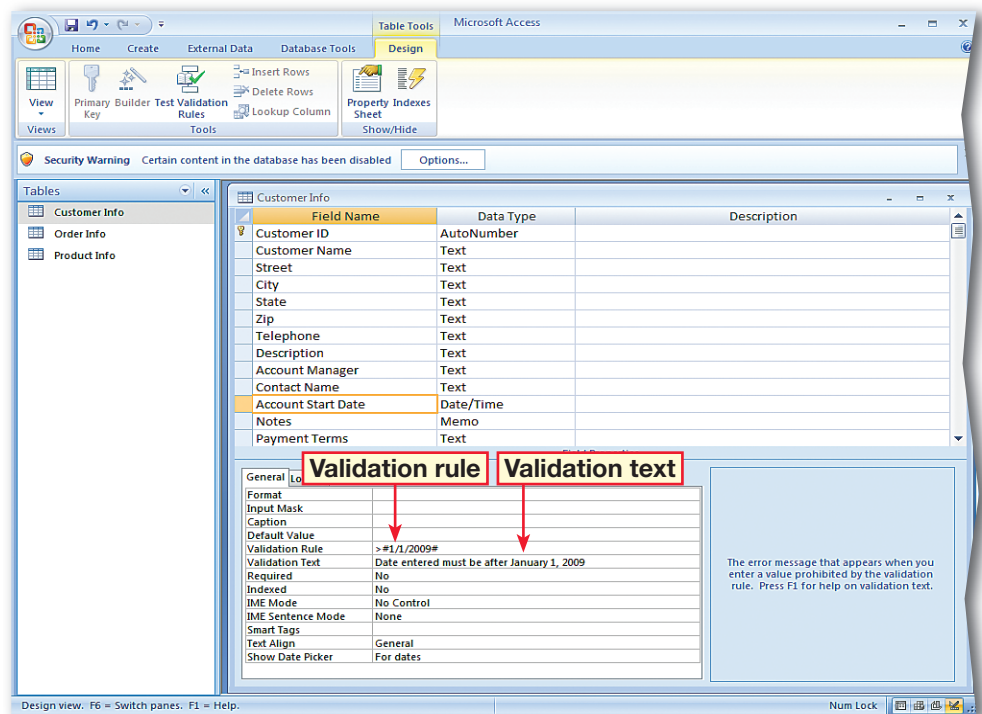 Table Tools
Microsoft Access
Home
Create
External Data
Database Tools
Design
View
Primary Key
Builder
Test Validation Rules
Insert Rows
Delete Rows
Lookup Column
Property Sheet
Indexes
Views
Tools
Show/Hide
Security Warning Certain content in the database has been disabled Options...
Tables
Customer Info
Order Info
Product Info
Customer Info
Field Name Data Type Description
Customer ID AutoNumber
Customer Name Text
Street Text
City Text
State Text
Zip Text
Telephone Text
Description Text
Account Manager Text
Contact Name Text
Account Start Date Date/Time
Notes Memo
Payment Terms Text
Validation rule
Validation text
General Lo
Format
Input Mask
Caption
Default Value
Validation Rule >#1/1/2009#
Validation Text Date entered must be after January 1, 2009
Required No
Indexed No
IME Mode No Control
IME Sentence Mode None
Smart Tags
Text Align General
Show Date Picker For dates
The error message that appears when you
enter a value prohibited by the validation
rule. Press F1 for help on validation text.
Design view. F6 = Switch panes. F1 = Help.
Num Lock